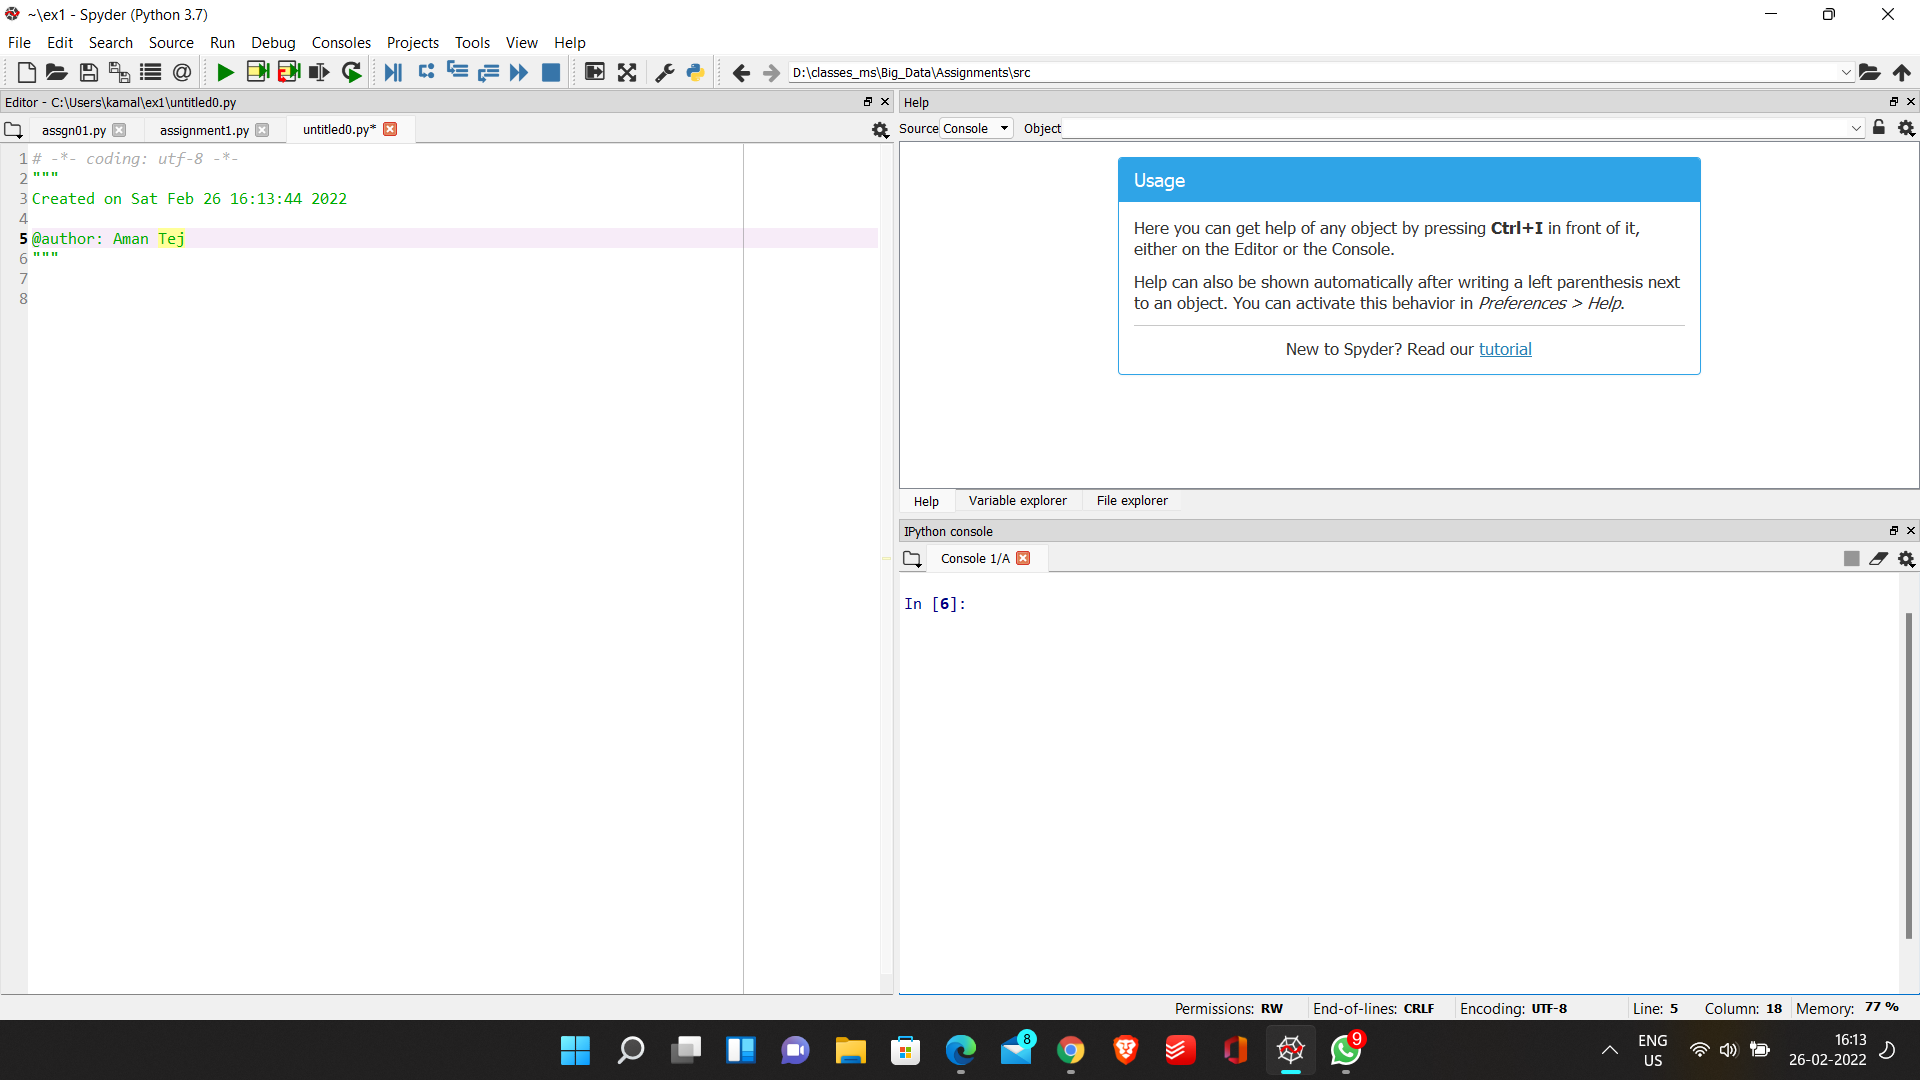 ~\ex1 - Spyder (Python 3.7)
File Edit Search Source Run Debug Consoles Projects Tools View Help
D:\classes_ms\Big_Data\Assignments\src
Editor - C:\Users\kamal\ex1\untitled0.py
assgn01.py assignment1.py untitled0.py*
1 # -*- coding: utf-8 -*-
2 """
3 Created on Sat Feb 26 16:13:44 2022
4
5 @author: Aman Tej
6 """
7
8
Help
Source Console Object
Usage
Here you can get help of any object by pressing Ctrl+I in front of it,
either on the Editor or the Console.
Help can also be shown automatically after writing a left parenthesis next
to an object. You can activate this behavior in Preferences > Help.
New to Spyder? Read our tutorial
Help Variable explorer File explorer
IPython console
Console 1/A
In [6]:
Permissions: RW End-of-lines: CRLF Encoding: UTF-8 Line: 5 Column: 18 Memory: 77 %
8
9
ENG
US
16:13
26-02-2022